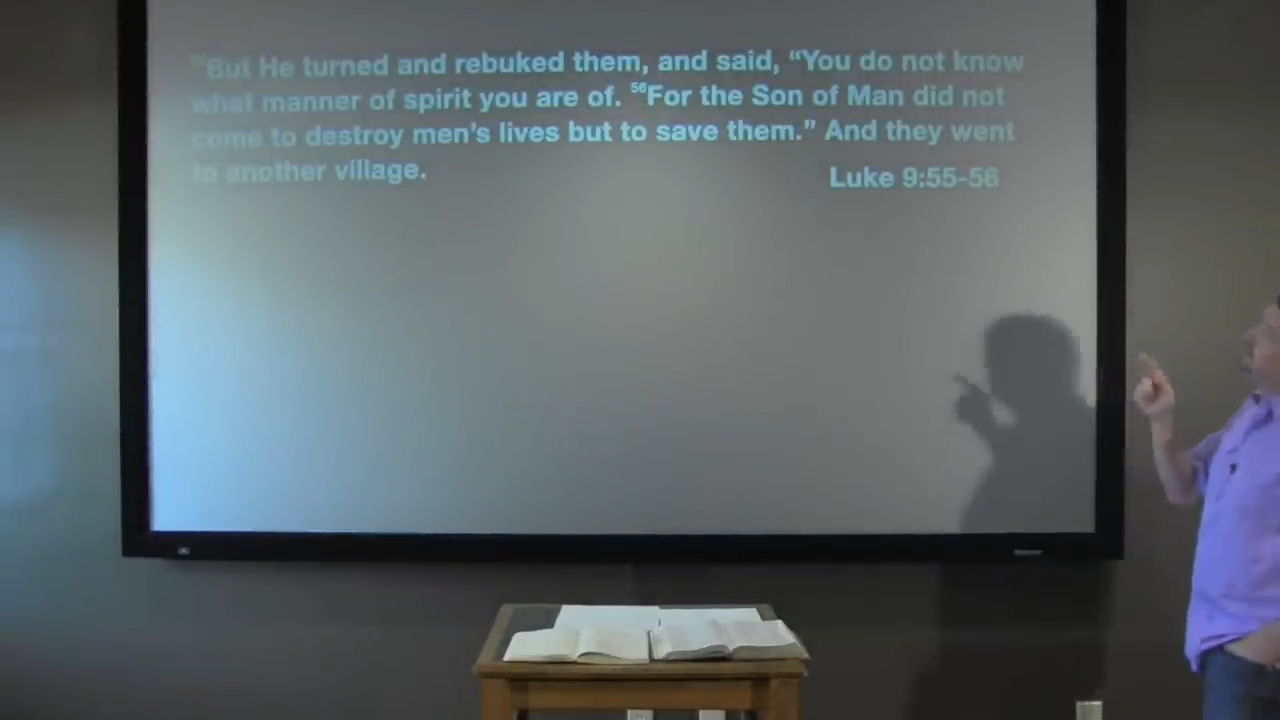 "But He turned and rebuked them, and said, “You do not know
what manner of spirit you are of. ⁵⁶For the Son of Man did not
come to destroy men’s lives but to save them.” And they went
to another village.
Luke 9:55-56